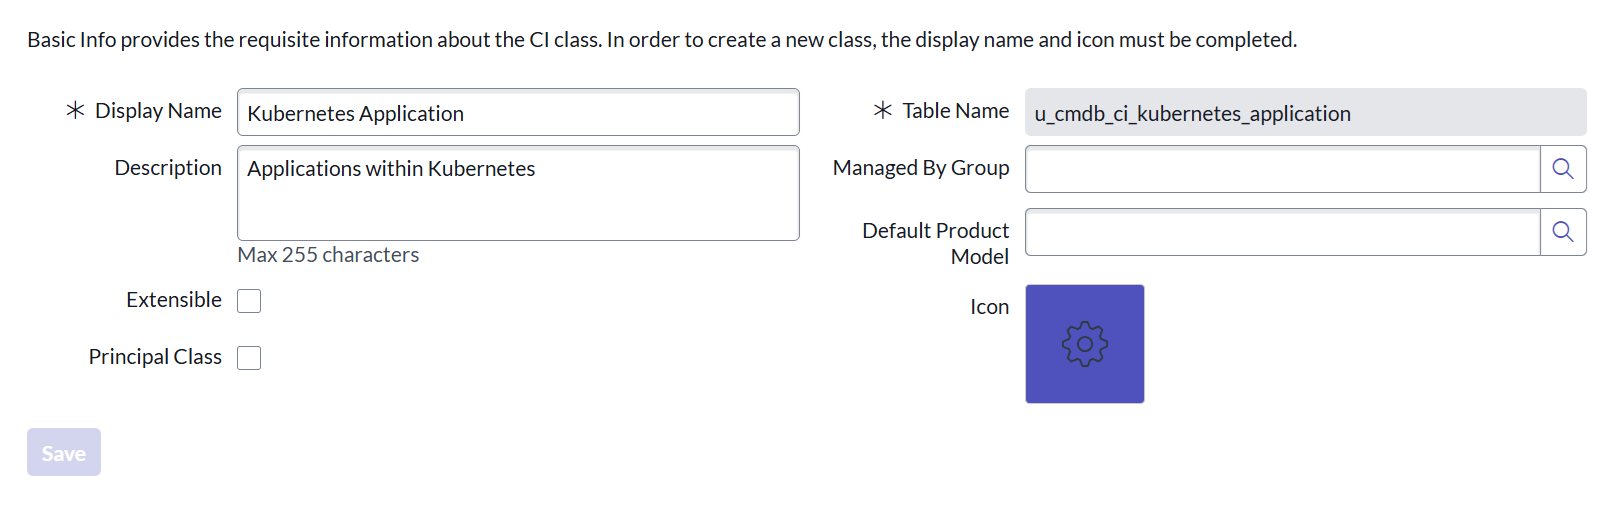 Basic Info provides the requisite information about the CI class. In order to create a new class, the display name and icon must be completed.
Display Name
Kubernetes Application
Description
Applications within Kubernetes
Max 255 characters
Extensible
Principal Class
Table Name
u_cmdb_ci_kubernetes_application
Managed By Group
Default Product
Model
Icon
Save